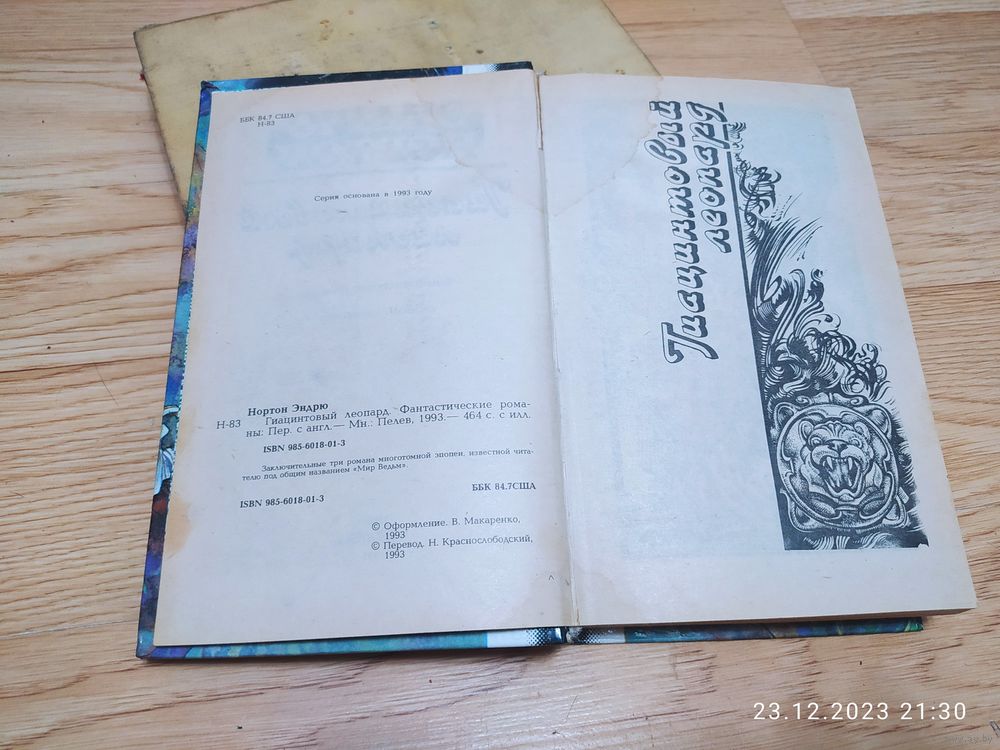 ББК 84.7 США
Н-83
Серия основана в 1993 году
Нортон Эндрю
Н-83 Гиацинтовый леопард. Фантастические рома-
ны: Пер. с англ.— Мн.: Пелев, 1993.— 464 с. с илл.
ISBN 985-6018-01-3
Заключительные три романа многотомной эпопеи, известной чита-
телю под общим названием «Мир Ведьм».
ISBN 985-6018-01-3
ББК 84.7США
© Оформление. В. Макаренко,
1993
© Перевод. Н. Краснослободский,
1993
Гиацинтовый
леопард
23.12.2023 21:30
www.ay.by